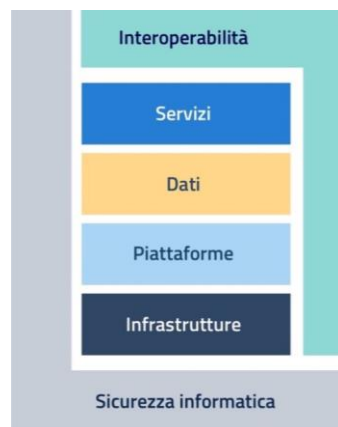 Interoperabilità
Servizi
Dati
Piattaforme
Infrastrutture
Sicurezza informatica